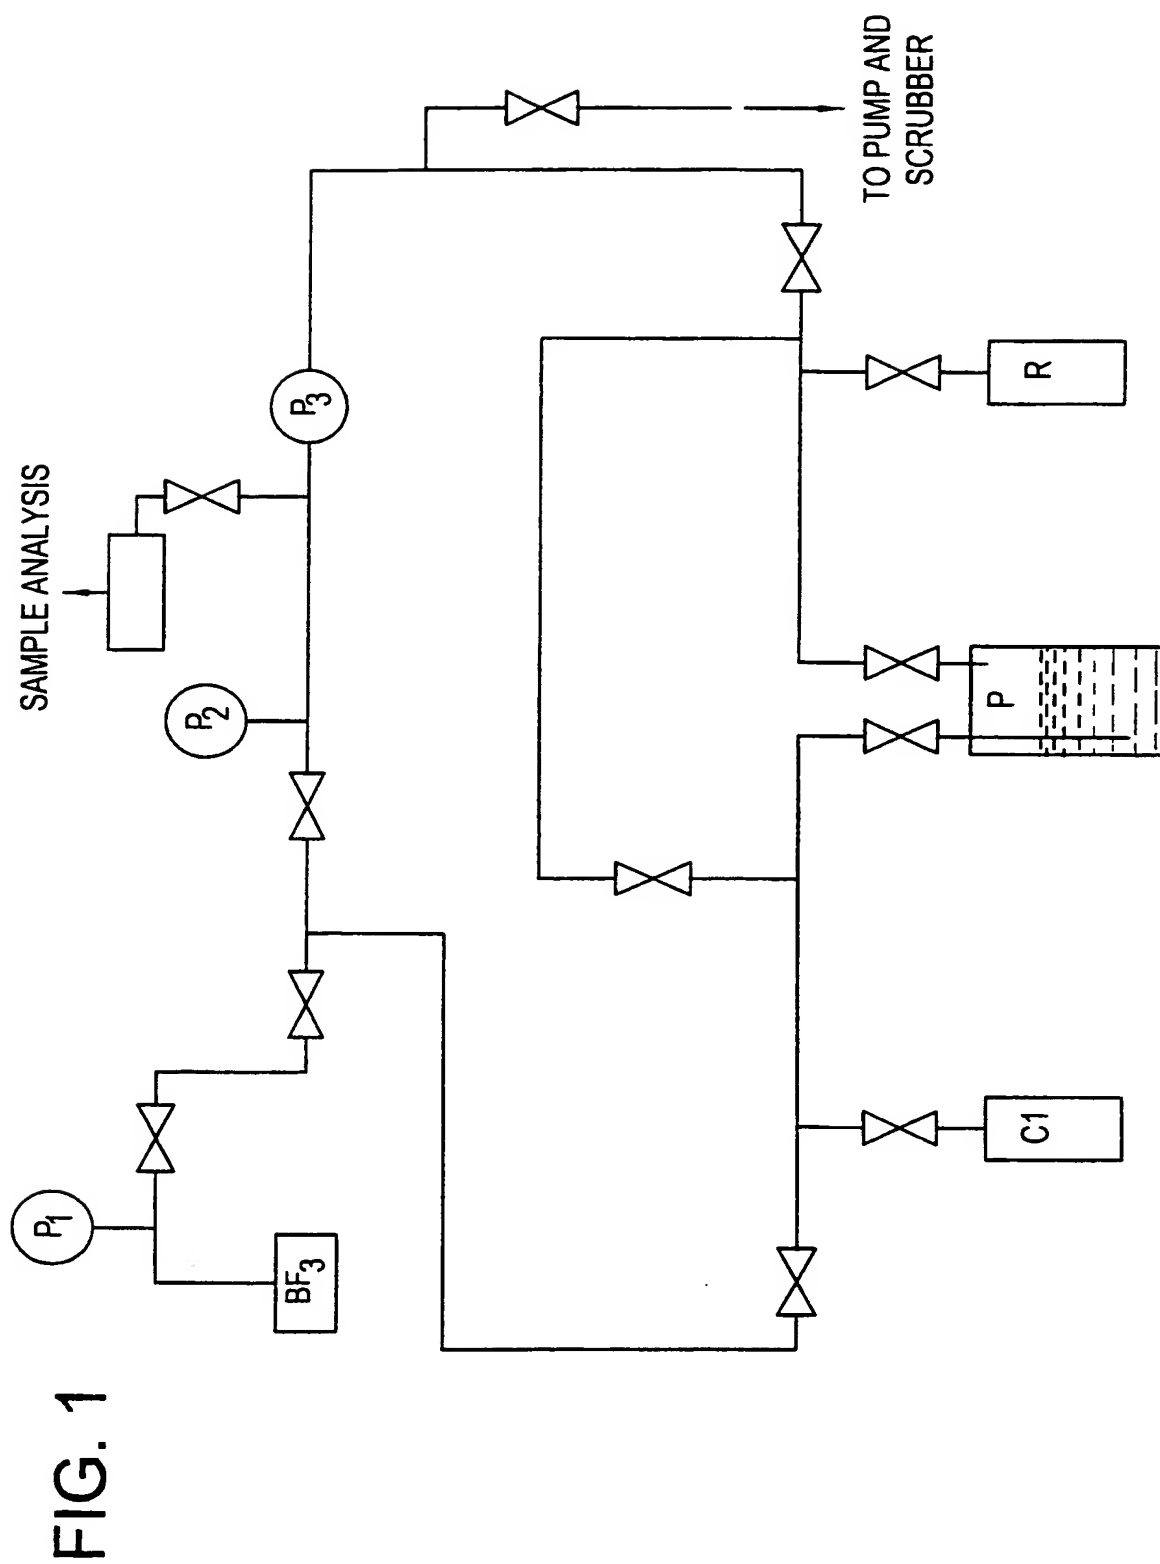 FIG. 1
P1
BF3
SAMPLE ANALYSIS
P2
P3
TO PUMP AND
SCRUBBER
C1
P
R